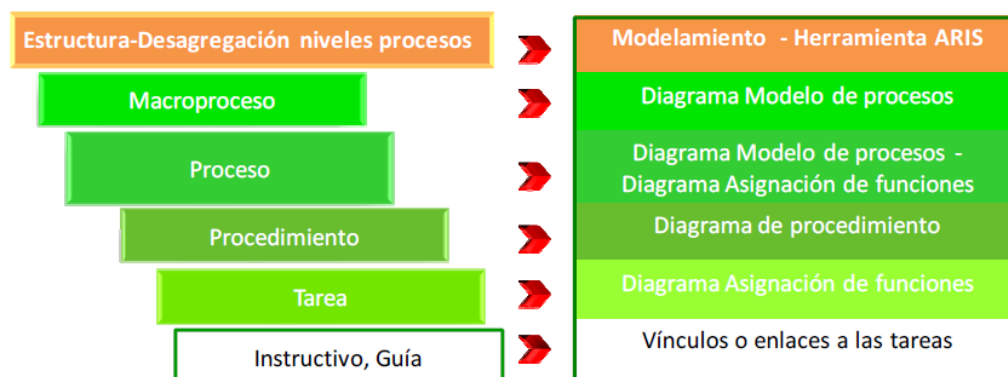 Estructura-Desagregación niveles procesos
Modelamiento - Herramienta ARIS
Macroproceso
Diagrama Modelo de procesos
Proceso
Diagrama Modelo de procesos -
Diagrama Asignación de funciones
Procedimiento
Diagrama de procedimiento
Tarea
Diagrama Asignación de funciones
Instructivo, Guía
Vínculos o enlaces a las tareas